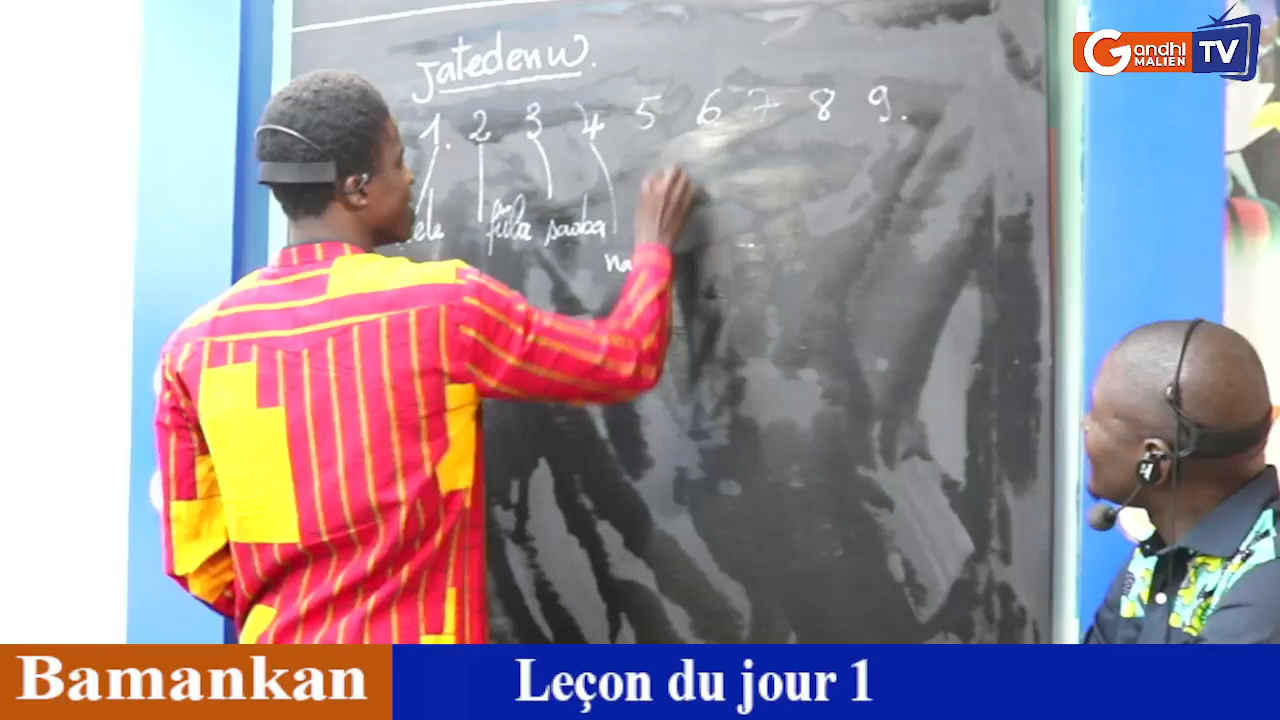 Gandhi
MALIEN TV
Jatedenw.
1. 2 3 4 5 6 7 8 9.
fila saaba
Bamankan Leçon du jour 1